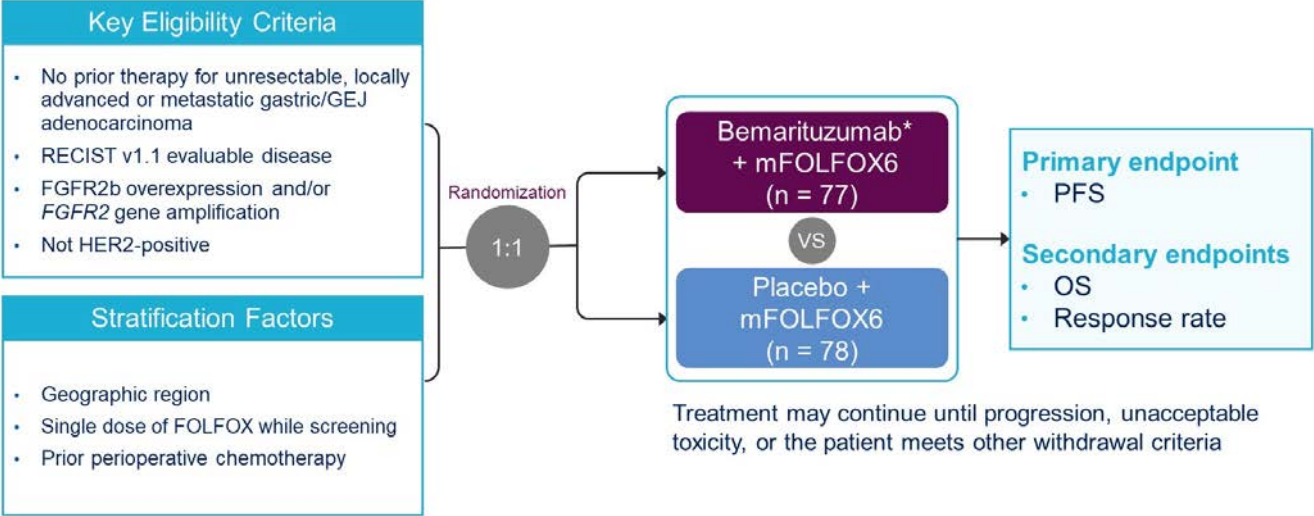 Key Eligibility Criteria
• No prior therapy for unresectable, locally
advanced or metastatic gastric/GEJ
adenocarcinoma
• RECIST v1.1 evaluable disease
• FGFR2b overexpression and/or
FGFR2 gene amplification
• Not HER2-positive
Stratification Factors
• Geographic region
• Single dose of FOLFOX while screening
• Prior perioperative chemotherapy
Randomization
1:1
Bemarituzumab*
+ mFOLFOX6
(n = 77)
VS
Placebo +
mFOLFOX6
(n = 78)
Treatment may continue until progression, unacceptable
toxicity, or the patient meets other withdrawal criteria
Primary endpoint
• PFS
Secondary endpoints
• OS
• Response rate